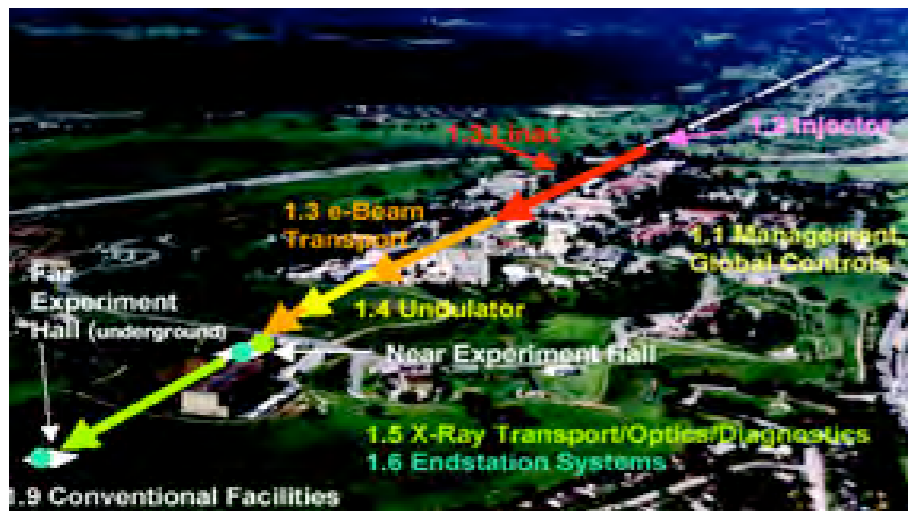 1.3 Linac
1.2 Injector
1.3 e-Beam
Transport
1.1 Management,
Global Controls
Far
Experiment
Hall (underground)
1.4 Undulator
Near Experiment Hall
1.5 X-Ray Transport/Optics/Diagnostics
1.6 Endstation Systems
1.9 Conventional Facilities